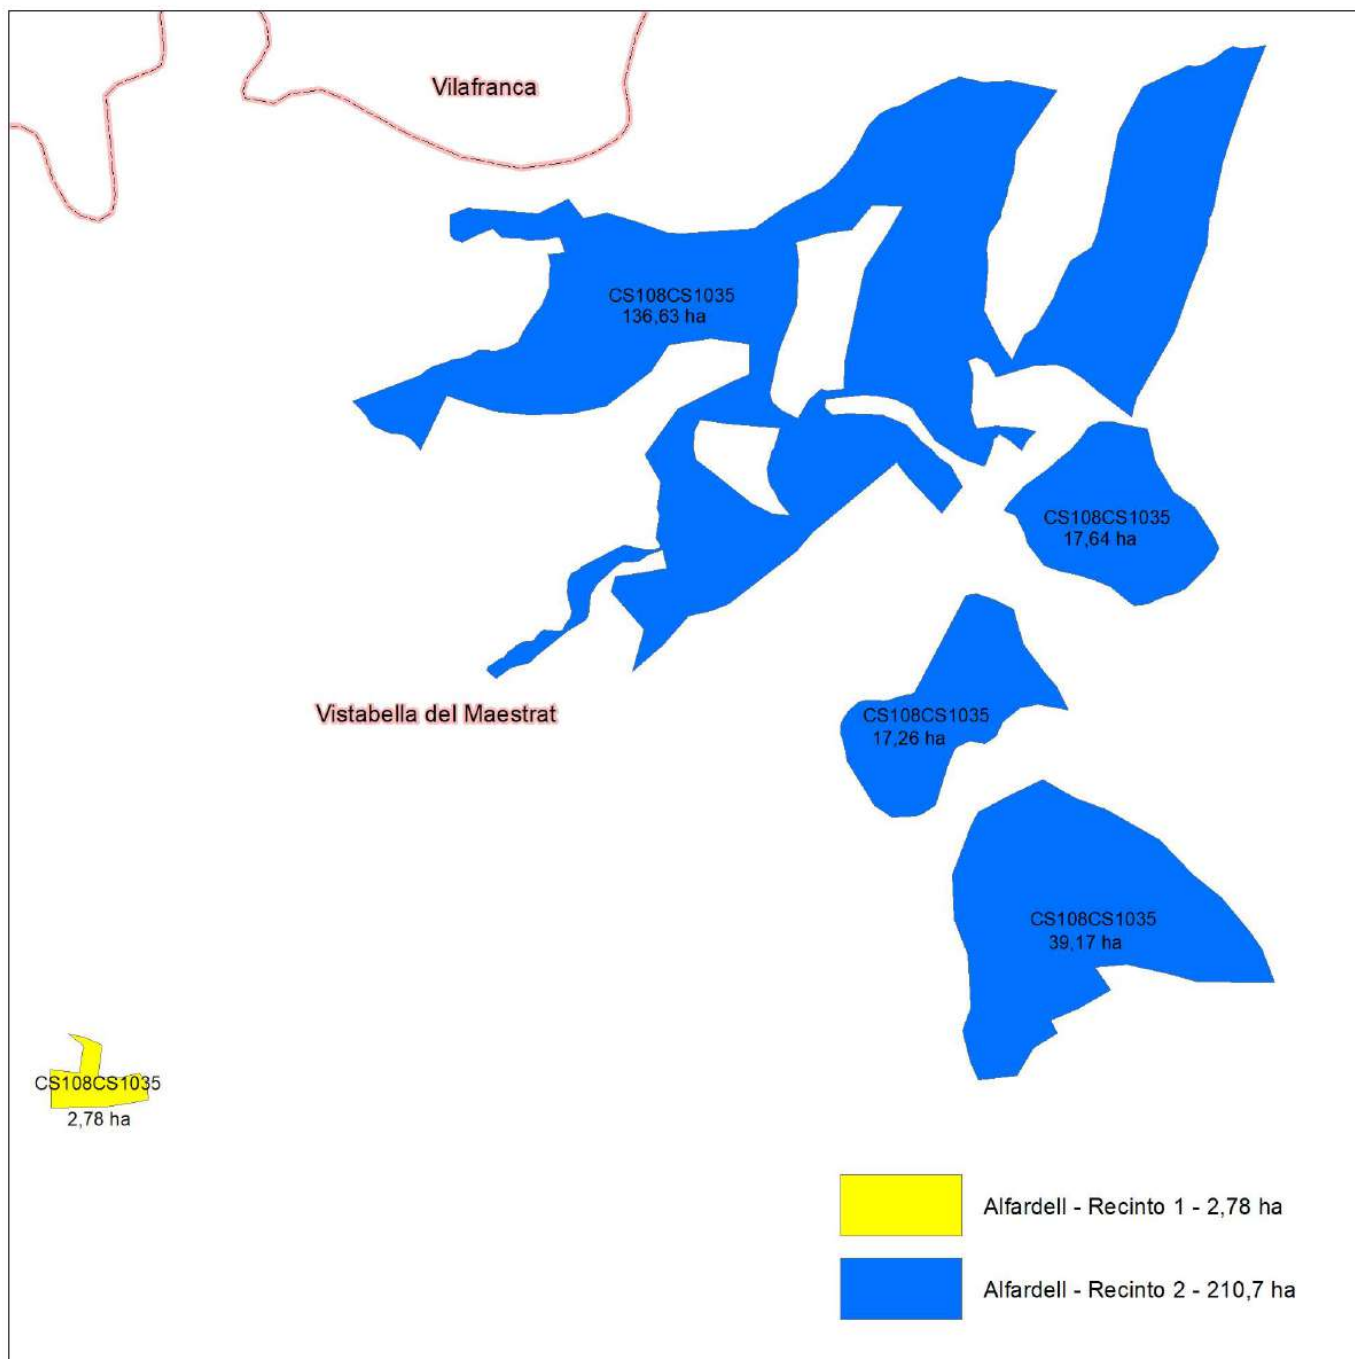 Vilafranca
CS108CS1035
136,63 ha
CS108CS1035
17,64 ha
Vistabella del Maestrat
CS108CS1035
17,26 ha
CS108CS1035
39,17 ha
CS108CS1035
2,78 ha
Alfardell - Recinto 1 - 2,78 ha
Alfardell - Recinto 2 - 210,7 ha